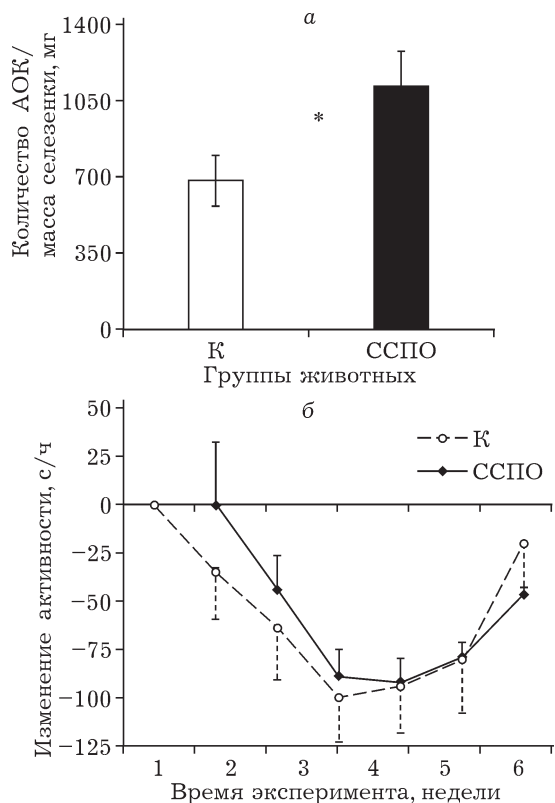 а
Количество АОК/
масса селезенки, мг
1400
1050
700
350
0
*
К
ССПО
Группы животных
б
Изменение активности, с/ч
50
25
0
−25
−50
−75
−100
−125
К
ССПО
1 2 3 4 5 6
Время эксперимента, недели